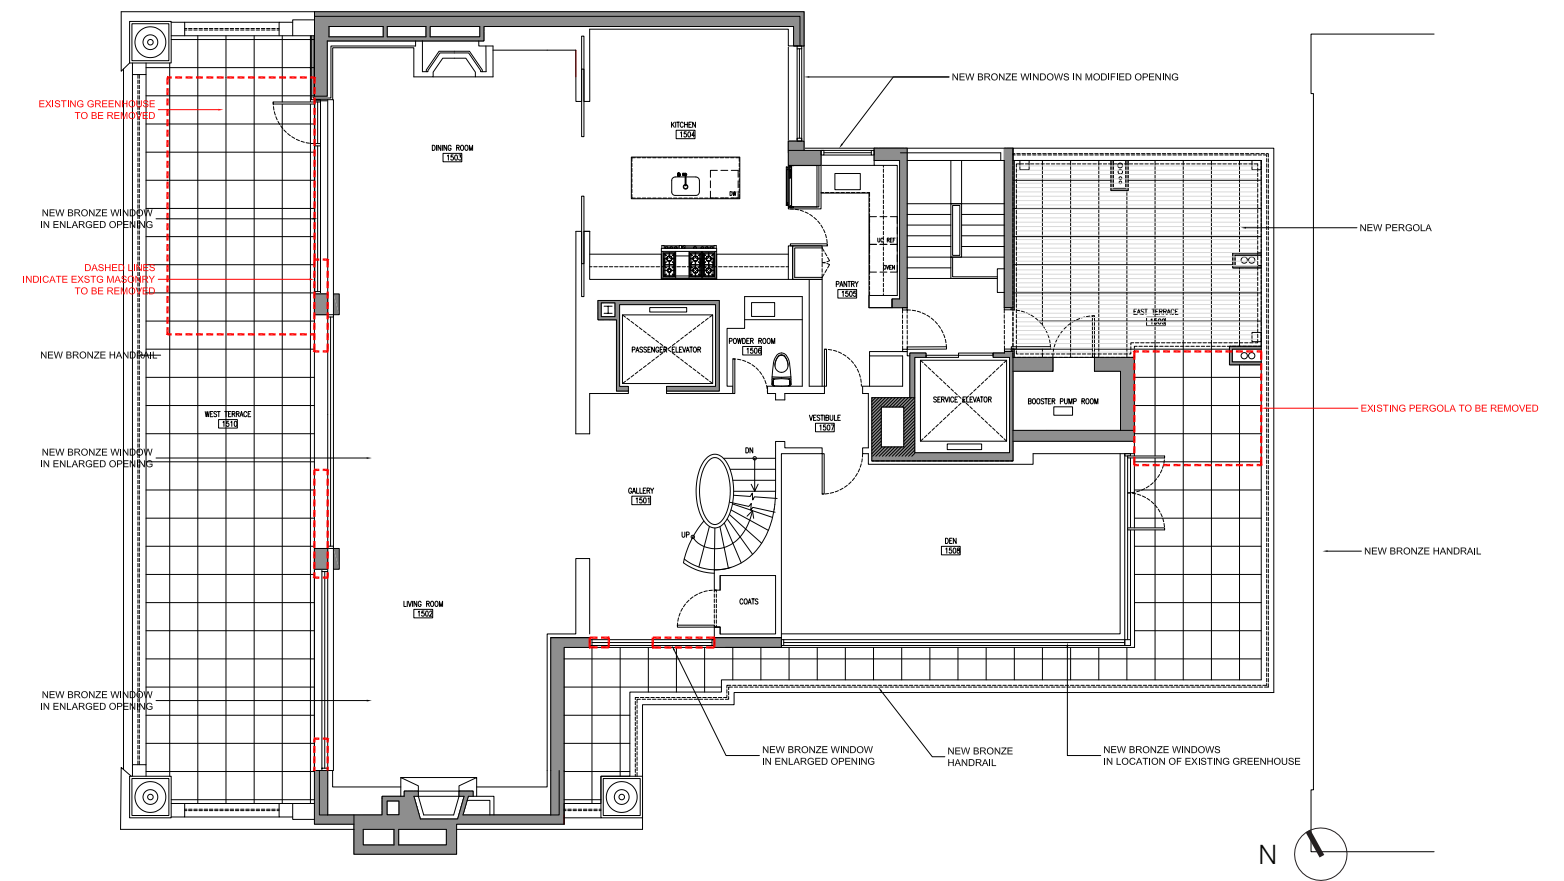 NEW BRONZE WINDOWS IN MODIFIED OPENING
EXISTING GREENHOUSE
TO BE REMOVED
KITCHEN
1504
DINING ROOM
1503
DW
NEW BRONZE WINDOW
IN ENLARGED OPENING
NEW PERGOLA
UC REF
OVEN
DASHED LINES
INDICATE EXSTG MASONRY
TO BE REMOVED
PANTRY
1505
EAST TERRACE
POWDER ROOM
1506
PASSENGER ELEVATOR
NEW BRONZE HANDRAIL
SERVICE ELEVATOR
BOOSTER PUMP ROOM
EXISTING PERGOLA TO BE REMOVED
WEST TERRACE
1510
VESTIBULE
1507
DN
NEW BRONZE WINDOW
IN ENLARGED OPENING
GALLERY
1501
UP
DEN
1508
NEW BRONZE HANDRAIL
LIVING ROOM
1502
COATS
NEW BRONZE WINDOW
IN ENLARGED OPENING
NEW BRONZE WINDOW
IN ENLARGED OPENING
NEW BRONZE
HANDRAIL
NEW BRONZE WINDOWS
IN LOCATION OF EXISTING GREENHOUSE
N